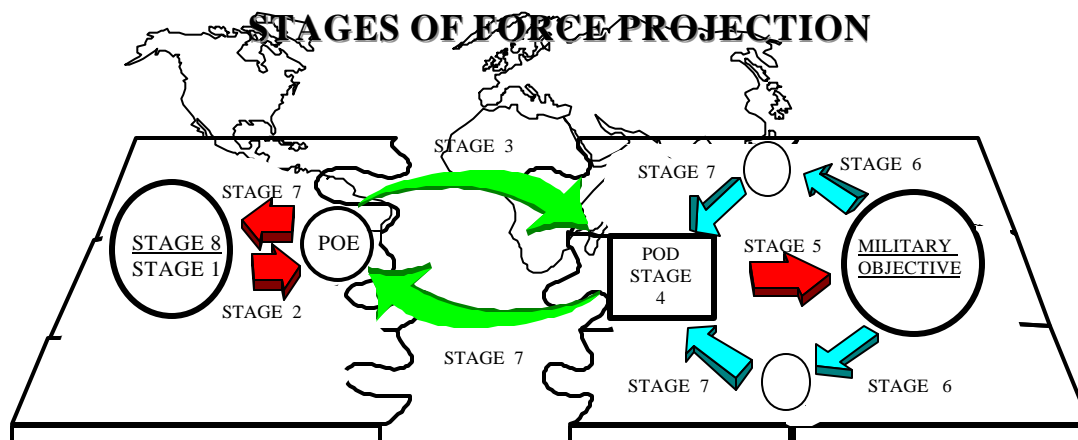 STAGES OF FORCE PROJECTION
STAGE 3
STAGE 7
STAGE 6
STAGE 7
STAGE 8
STAGE 1
POE
STAGE 2
POD
STAGE
4
STAGE 5
MILITARY
OBJECTIVE
STAGE 7
STAGE 7
STAGE 6